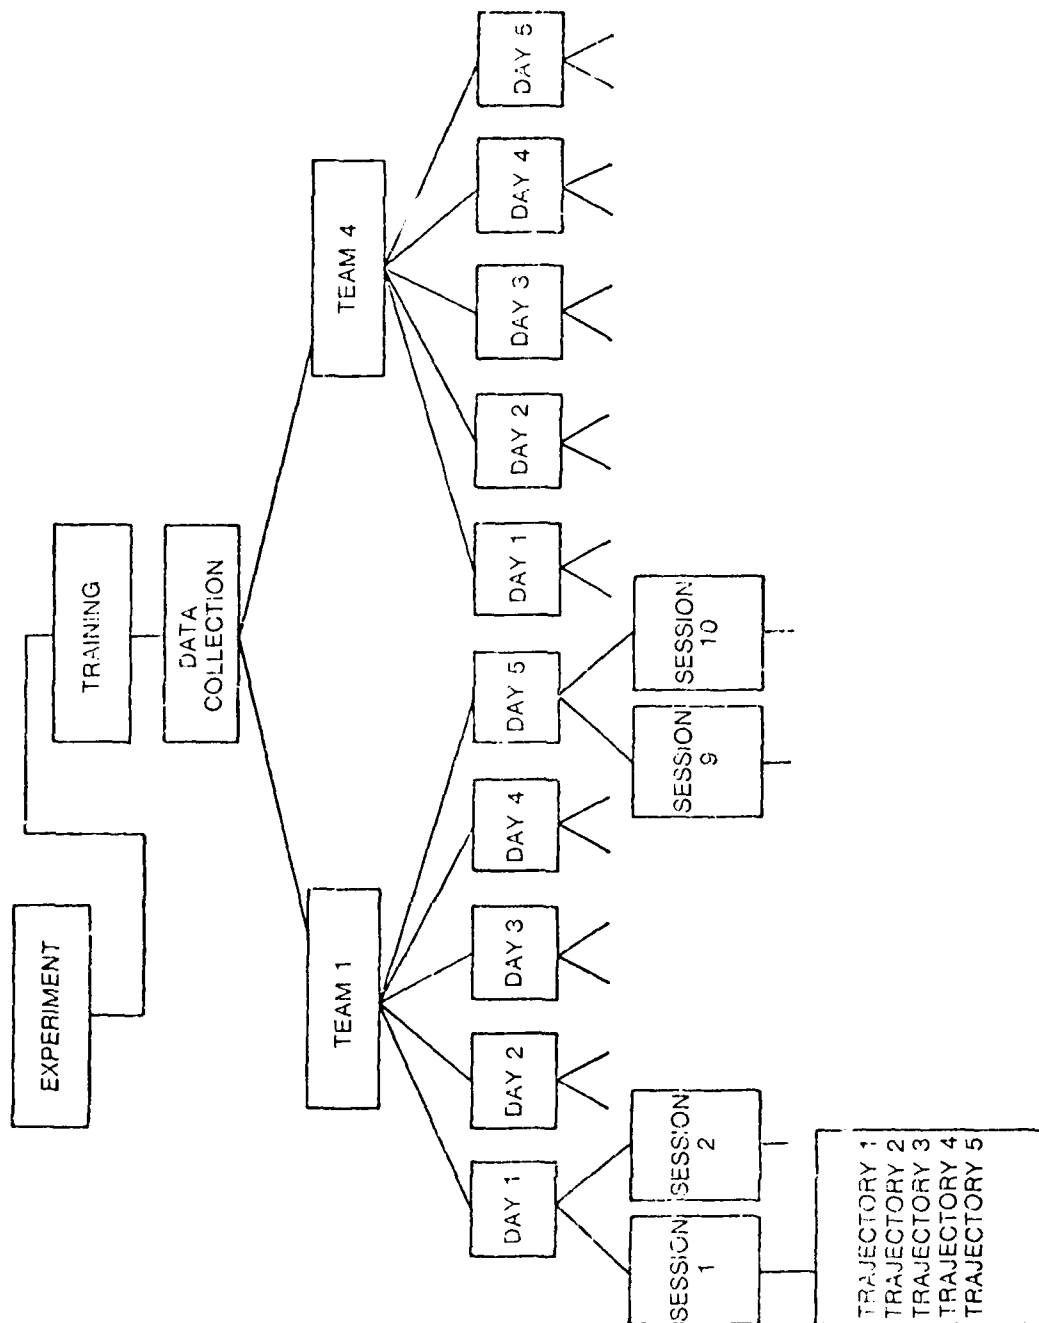 EXPERIMENT
TRAINING
DATA
COLLECTION
TEAM 1
TEAM 4
DAY 1
DAY 2
DAY 3
DAY 4
DAY 5
DAY 1
DAY 2
DAY 3
DAY 4
DAY 5
SESSION
1
SESSION
2
SESSION
9
SESSION
10
TRAJECTORY 1
TRAJECTORY 2
TRAJECTORY 3
TRAJECTORY 4
TRAJECTORY 5